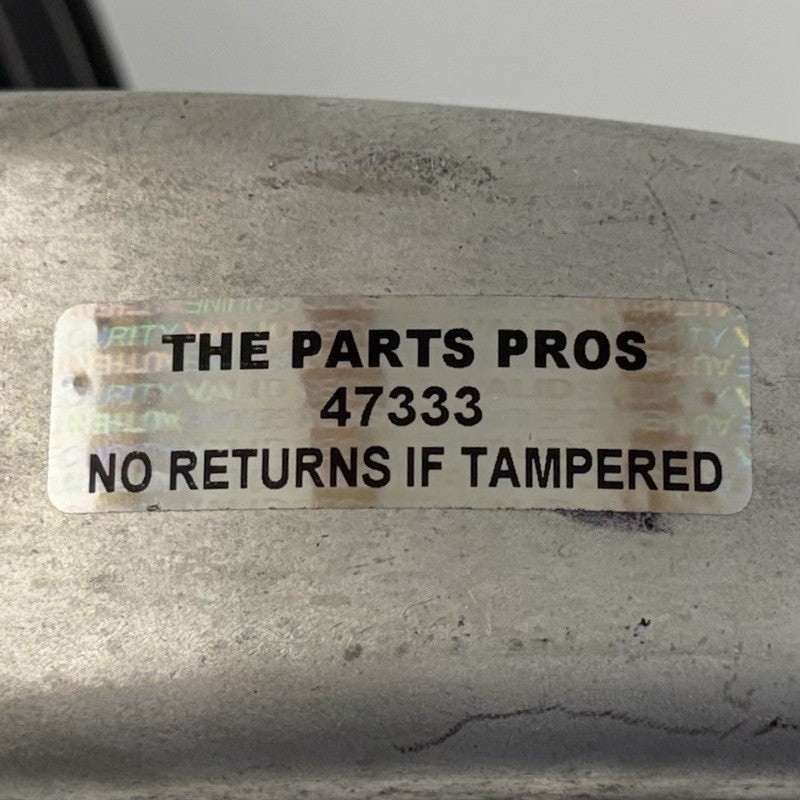 THE PARTS PROS
47333
NO RETURNS IF TAMPERED